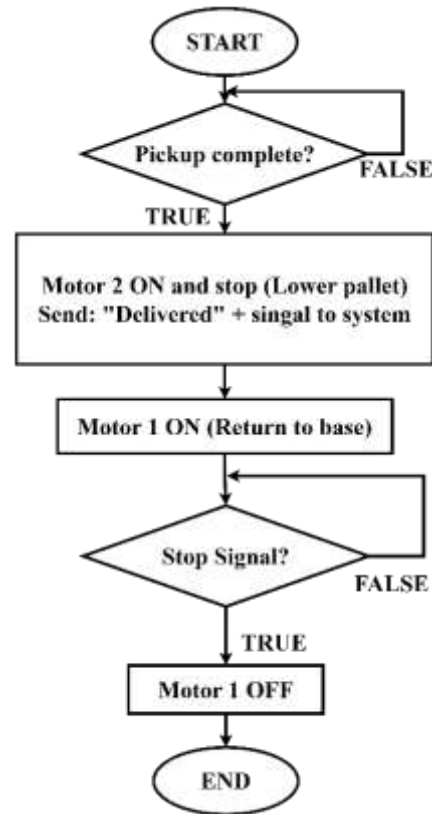 START
Pickup complete?
FALSE
TRUE
Motor 2 ON and stop (Lower pallet)
Send: "Delivered" + singal to system
Motor 1 ON (Return to base)
Stop Signal?
FALSE
TRUE
Motor 1 OFF
END